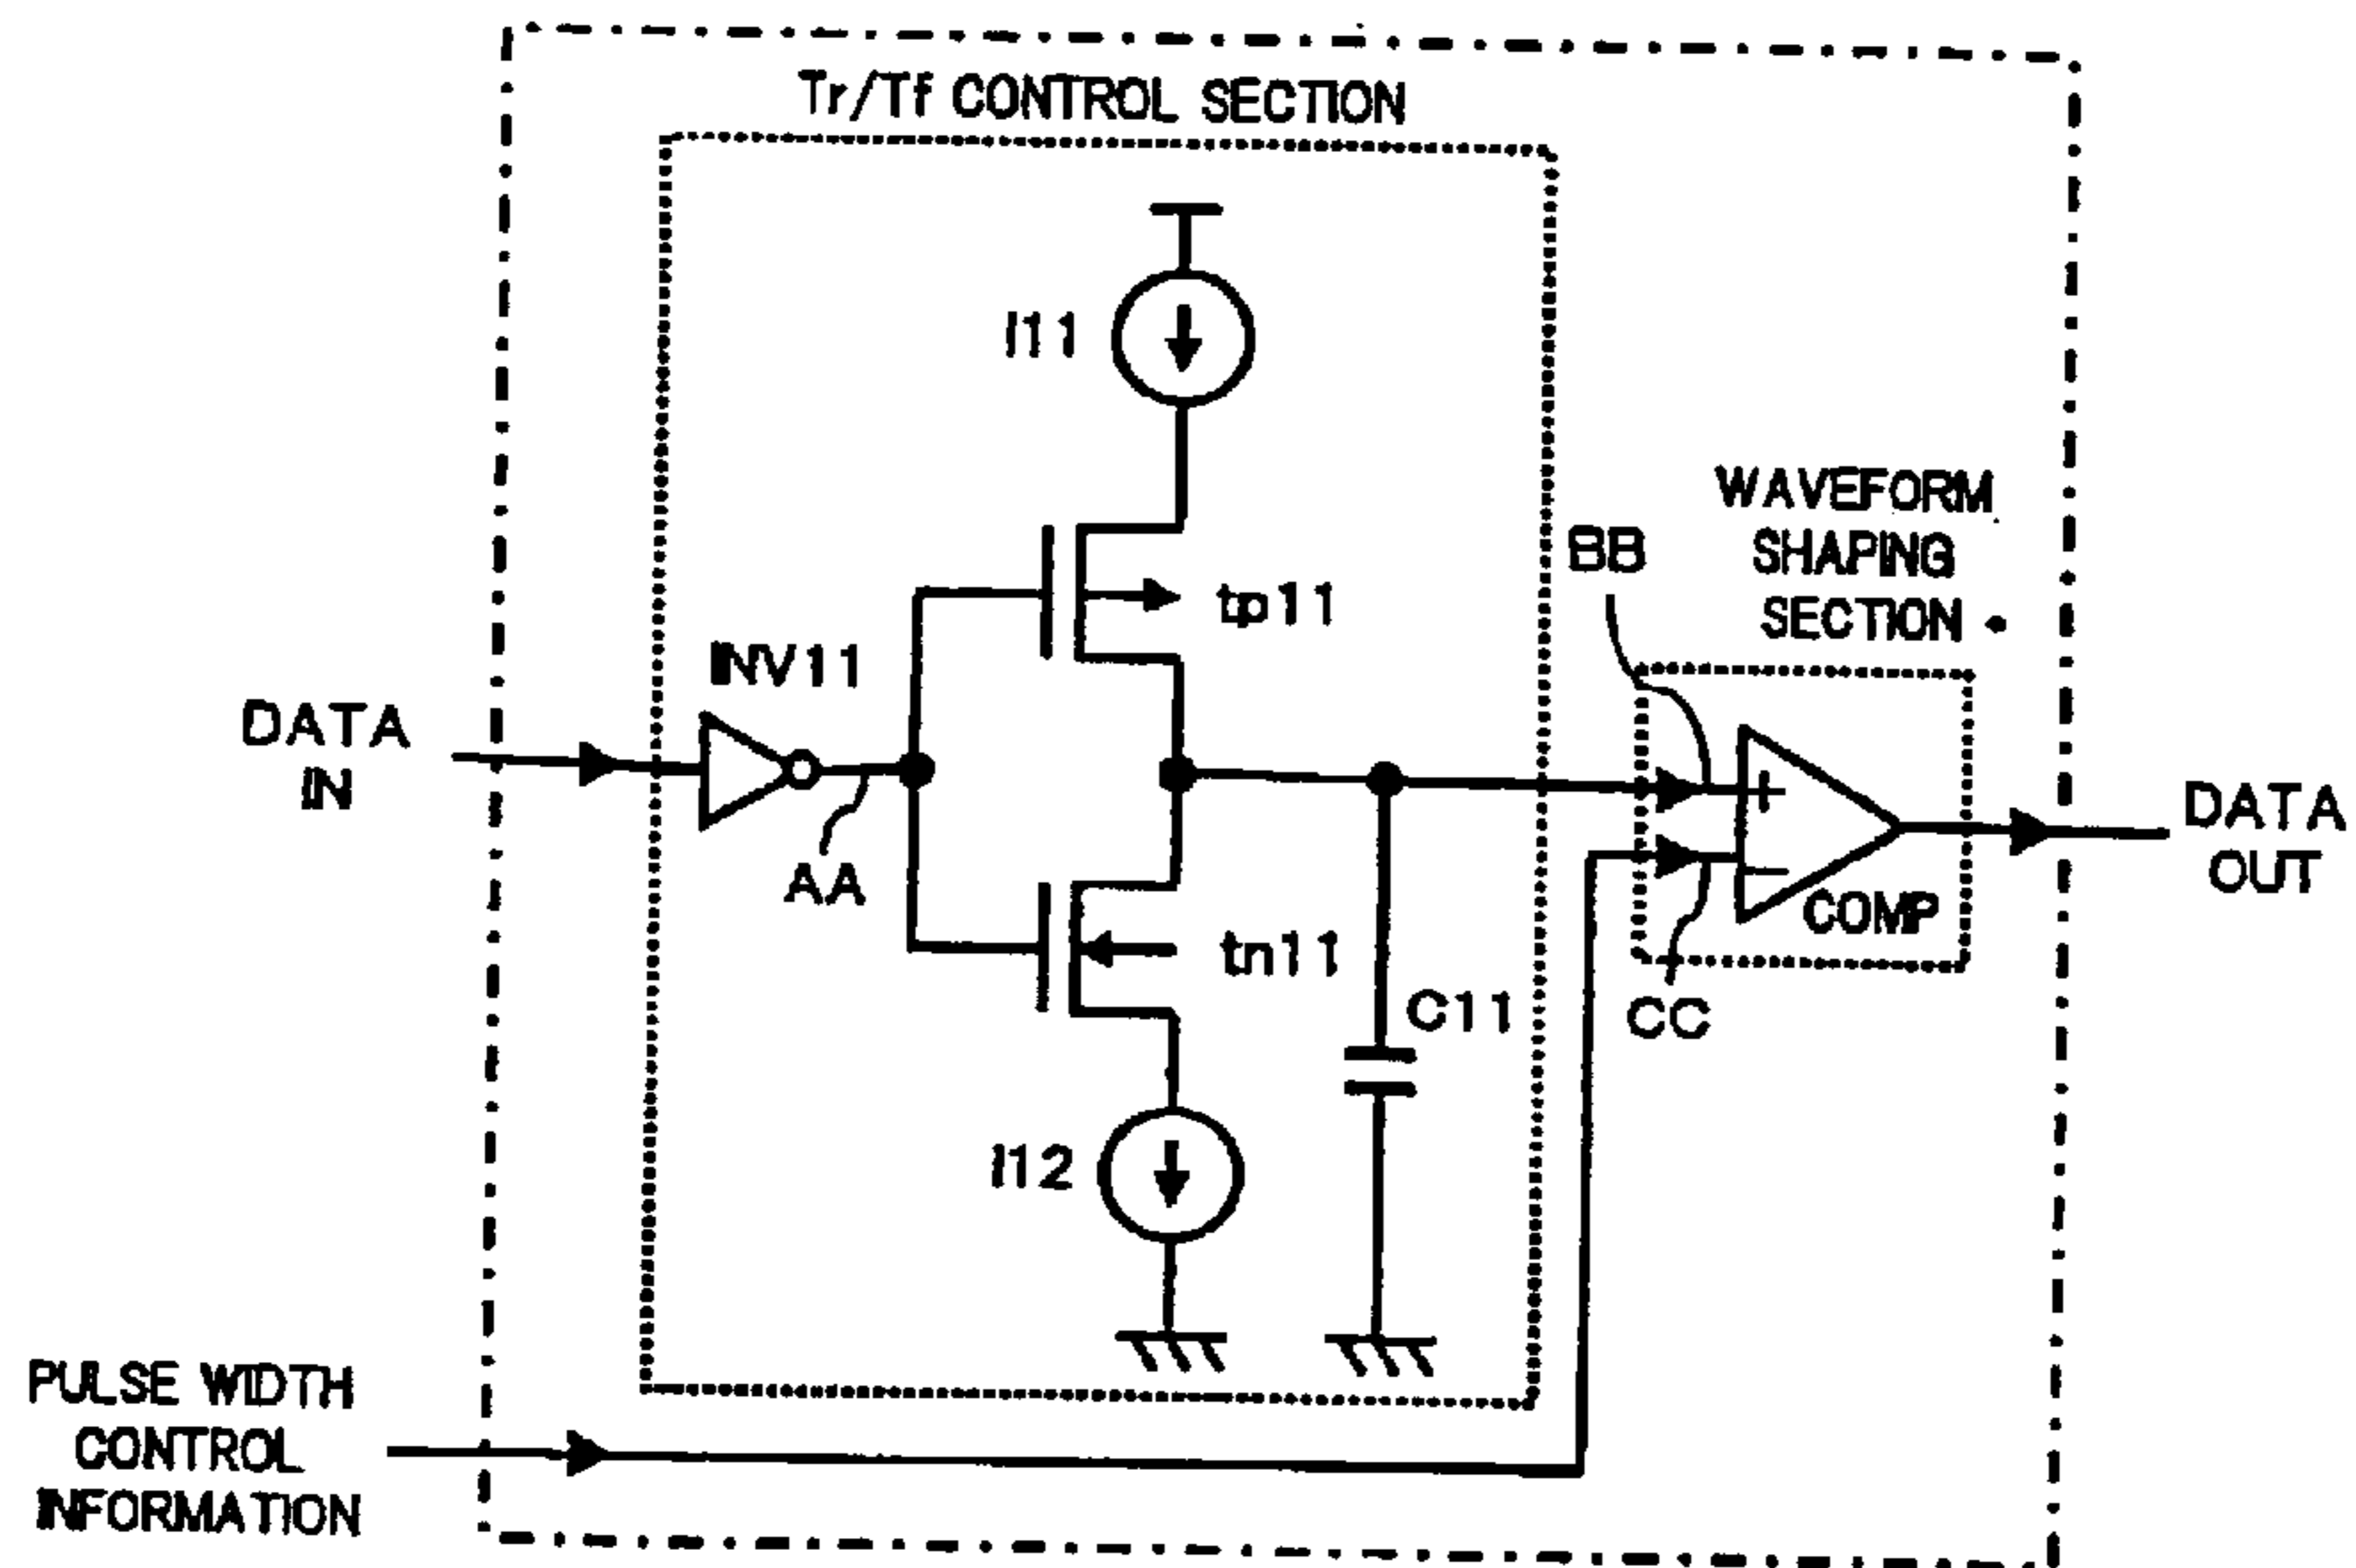 Tr/Tf CONTROL SECTION
I11
tp11
BB
WAVEFORM
SHAPING
SECTION
INV11
DATA
IN
AA
+
−
COMP
DATA
OUT
tn11
C11
CC
I12
PULSE WIDTH
CONTROL
INFORMATION